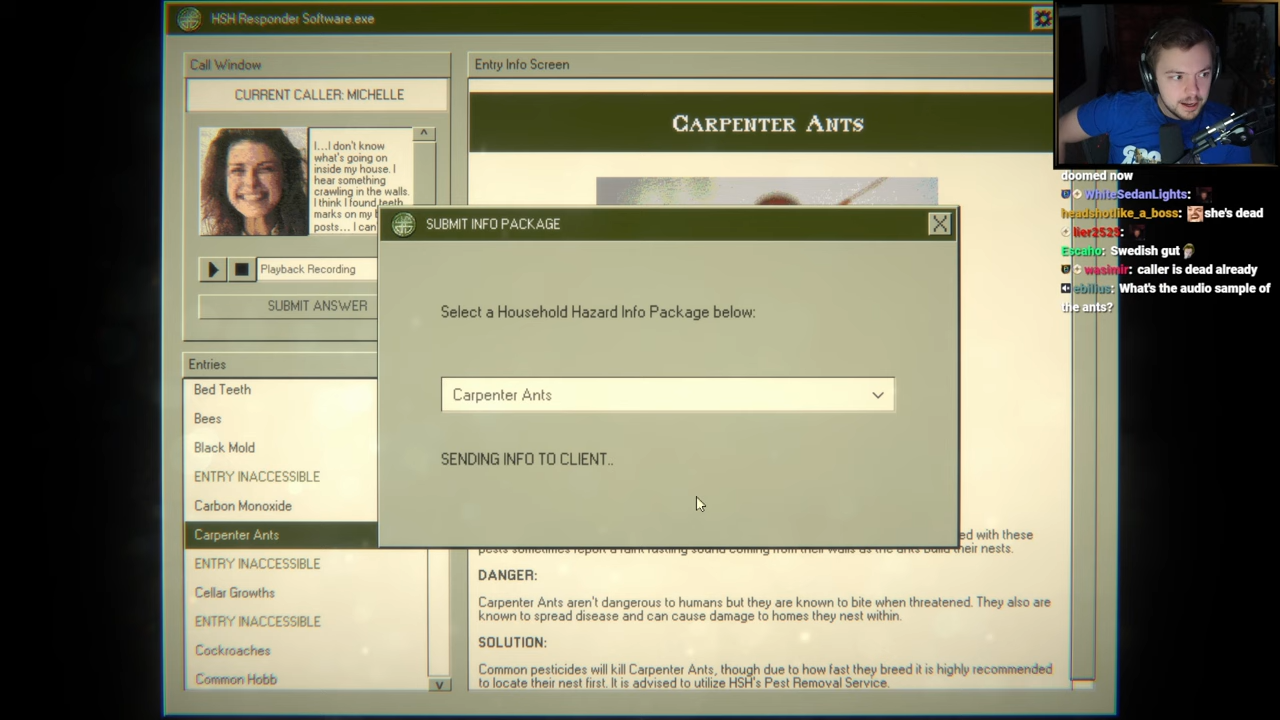 HSH Responder Software.exe
Call Window
CURRENT CALLER: MICHELLE
I...I don't know
what's going on
inside my house. I
hear something
crawling in the walls.
I think I found teeth
marks on my
posts... I can
Playback Recording
SUBMIT ANSWER
Entries
Bed Teeth
Bees
Black Mold
ENTRY INACCESSIBLE
Carbon Monoxide
Carpenter Ants
ENTRY INACCESSIBLE
Cellar Growths
ENTRY INACCESSIBLE
Cockroaches
Common Hobb
Entry Info Screen
CARPENTER ANTS
SUBMIT INFO PACKAGE
Select a Household Hazard Info Package below:
Carpenter Ants
SENDING INFO TO CLIENT..
ed with these
pests sometimes report a faint rustling sound coming from their walls as the ants build their nests.
DANGER:
Carpenter Ants aren't dangerous to humans but they are known to bite when threatened. They also are
known to spread disease and can cause damage to homes they nest within.
SOLUTION:
Common pesticides will kill Carpenter Ants, though due to how fast they breed it is highly recommended
to locate their nest first. It is advised to utilize HSH's Pest Removal Service.
doomed now
WhiteSedanLights:
headshotlike_a_boss: she's dead
lier2525:
Escaho: Swedish gut
wasimir: caller is dead already
ebilius: What's the audio sample of
the ants?